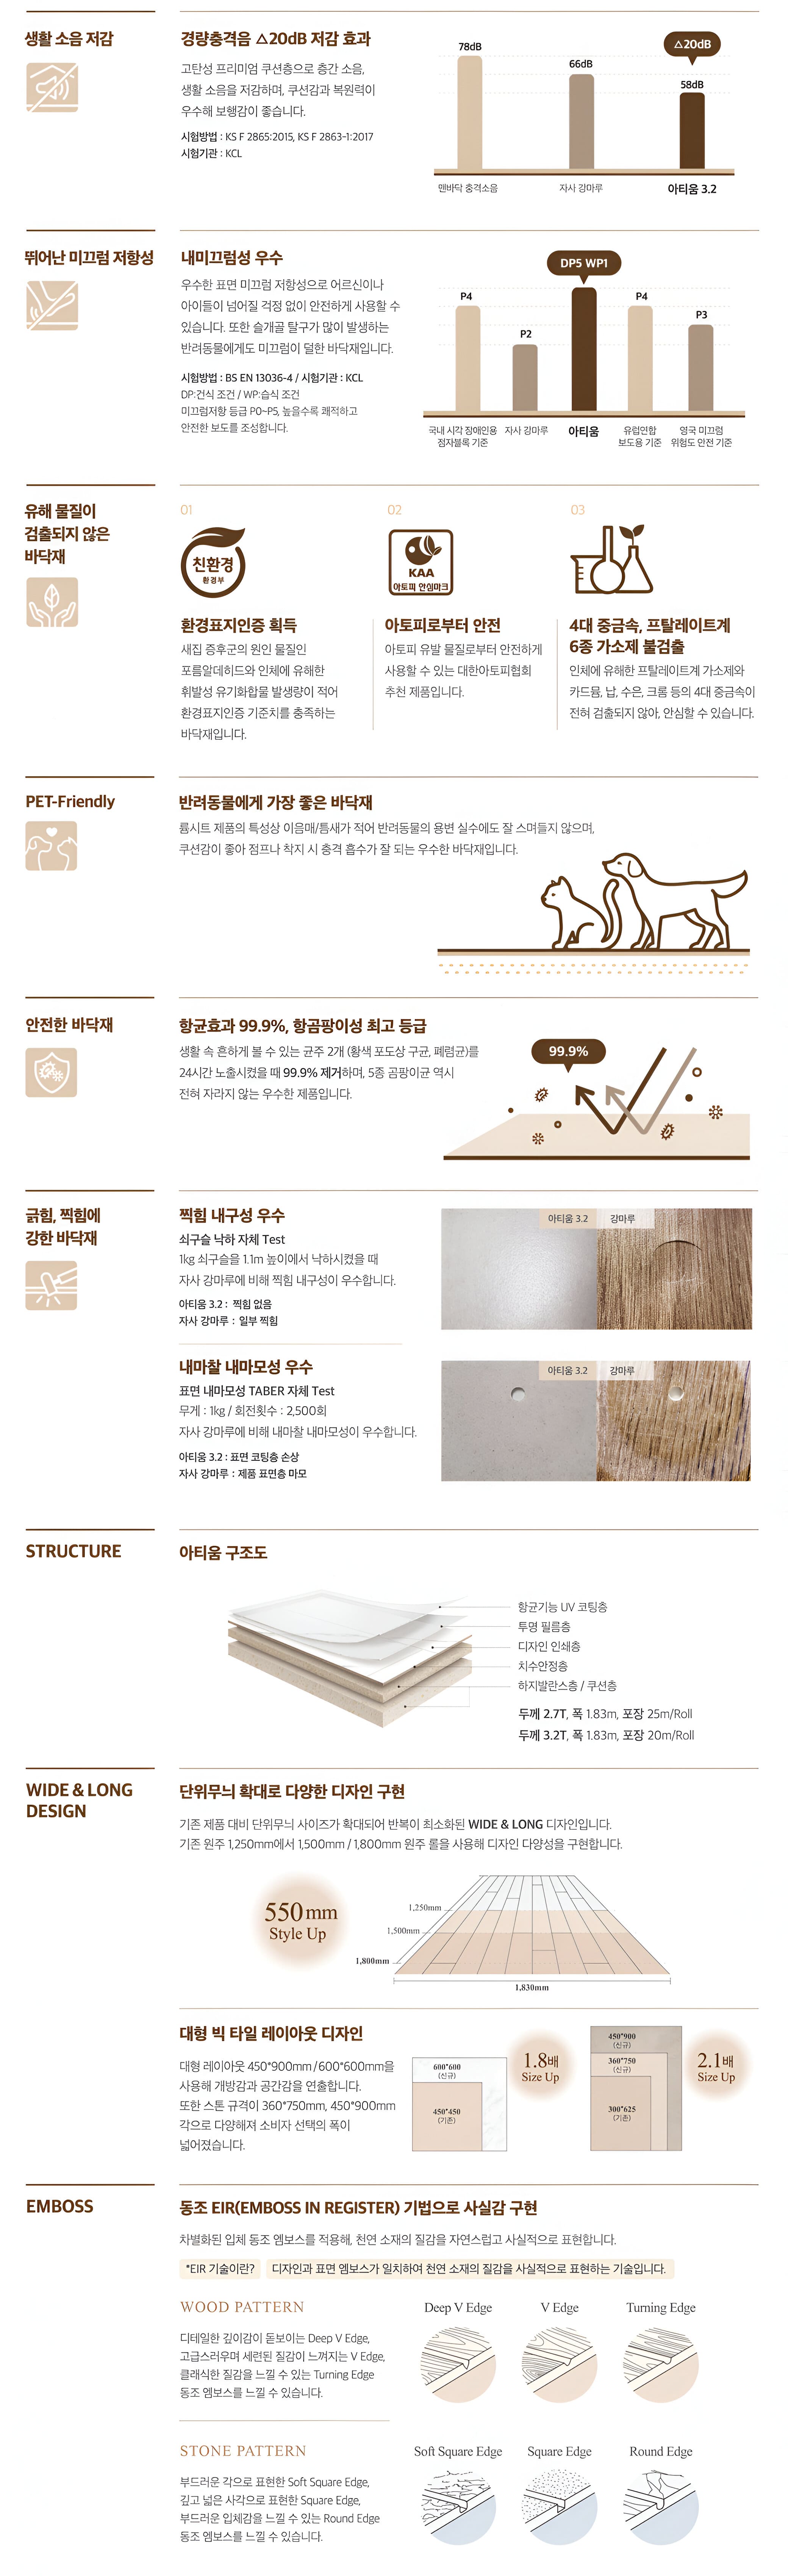 생활 소음 저감
경량충격음 △20dB 저감 효과
고탄성 프리미엄 쿠션층으로 층간 소음,
생활 소음을 저감하며, 쿠션감과 복원력이
우수해 보행감이 좋습니다.
시험방법 : KS F 2865:2015, KS F 2863-1:2017
시험기관 : KCL
78dB
66dB
△20dB
58dB
맨바닥 충격소음
자사 강마루
아티움 3.2
뛰어난 미끄럼 저항성
내미끄럼성 우수
우수한 표면 미끄럼 저항성으로 어르신이나
아이들이 넘어질 걱정 없이 안전하게 사용할 수
있습니다. 또한 슬개골 탈구가 많이 발생하는
반려동물에게도 미끄럼이 덜한 바닥재입니다.
시험방법 : BS EN 13036-4 / 시험기관 : KCL
DP:건식 조건 / WP:습식 조건
미끄럼저항 등급 P0~P5, 높을수록 쾌적하고
안전한 보도를 조성합니다.
P4
P2
DP5 WP1
P4
P3
국내 시각 장애인용
점자블록 기준
자사 강마루
아티움
유럽연합
보도용 기준
영국 미끄럼
위험도 안전 기준
유해 물질이
검출되지 않은
바닥재
01
친환경
환경부
환경표지인증 획득
새집 증후군의 원인 물질인
포름알데히드와 인체에 유해한
휘발성 유기화합물 발생량이 적어
환경표지인증 기준치를 충족하는
바닥재입니다.
02
KAA
아토피 안심마크
아토피로부터 안전
아토피 유발 물질로부터 안전하게
사용할 수 있는 대한아토피협회
추천 제품입니다.
03
4대 중금속, 프탈레이트계
6종 가소제 불검출
인체에 유해한 프탈레이트계 가소제와
카드뮴, 납, 수은, 크롬 등의 4대 중금속이
전혀 검출되지 않아, 안심할 수 있습니다.
PET-Friendly
반려동물에게 가장 좋은 바닥재
륨시트 제품의 특성상 이음매/틈새가 적어 반려동물의 용변 실수에도 잘 스며들지 않으며,
쿠션감이 좋아 점프나 착지 시 충격 흡수가 잘 되는 우수한 바닥재입니다.
안전한 바닥재
항균효과 99.9%, 항곰팡이성 최고 등급
생활 속 흔하게 볼 수 있는 균주 2개 (황색 포도상 구균, 폐렴균)를
24시간 노출시켰을 때 99.9% 제거하며, 5종 곰팡이균 역시
전혀 자라지 않는 우수한 제품입니다.
99.9%
긁힘, 찍힘에
강한 바닥재
찍힘 내구성 우수
쇠구슬 낙하 자체 Test
1kg 쇠구슬을 1.1m 높이에서 낙하시켰을 때
자사 강마루에 비해 찍힘 내구성이 우수합니다.
아티움 3.2 : 찍힘 없음
자사 강마루 : 일부 찍힘
아티움 3.2
강마루
내마찰 내마모성 우수
표면 내마모성 TABER 자체 Test
무게 : 1kg / 회전횟수 : 2,500회
자사 강마루에 비해 내마찰 내마모성이 우수합니다.
아티움 3.2 : 표면 코팅층 손상
자사 강마루 : 제품 표면층 마모
아티움 3.2
강마루
STRUCTURE
아티움 구조도
항균기능 UV 코팅층
투명 필름층
디자인 인쇄층
치수안정층
하지발란스층 / 쿠션층
두께 2.7T, 폭 1.83m, 포장 25m/Roll
두께 3.2T, 폭 1.83m, 포장 20m/Roll
WIDE & LONG
DESIGN
단위무늬 확대로 다양한 디자인 구현
기존 제품 대비 단위무늬 사이즈가 확대되어 반복이 최소화된 WIDE & LONG 디자인입니다.
기존 원주 1,250mm에서 1,500mm / 1,800mm 원주 롤을 사용해 디자인 다양성을 구현합니다.
550mm
Style Up
1,250mm
1,500mm
1,800mm
1,830mm
대형 빅 타일 레이아웃 디자인
대형 레이아웃 450*900mm/600*600mm을
사용해 개방감과 공간감을 연출합니다.
또한 스톤 규격이 360*750mm, 450*900mm
각으로 다양해져 소비자 선택의 폭이
넓어졌습니다.
600*600
(신규)
450*450
(기존)
1.8배
Size Up
450*900
(신규)
360*750
(신규)
300*625
(기존)
2.1배
Size Up
EMBOSS
동조 EIR(EMBOSS IN REGISTER) 기법으로 사실감 구현
차별화된 입체 동조 엠보스를 적용해, 천연 소재의 질감을 자연스럽고 사실적으로 표현합니다.
*EIR 기술이란? 디자인과 표면 엠보스가 일치하여 천연 소재의 질감을 사실적으로 표현하는 기술입니다.
WOOD PATTERN
디테일한 깊이감이 돋보이는 Deep V Edge,
고급스러우며 세련된 질감이 느껴지는 V Edge,
클래식한 질감을 느낄 수 있는 Turning Edge
동조 엠보스를 느낄 수 있습니다.
Deep V Edge
V Edge
Turning Edge
STONE PATTERN
부드러운 각으로 표현한 Soft Square Edge,
깊고 넓은 사각으로 표현한 Square Edge,
부드러운 입체감을 느낄 수 있는 Round Edge
동조 엠보스를 느낄 수 있습니다.
Soft Square Edge
Square Edge
Round Edge